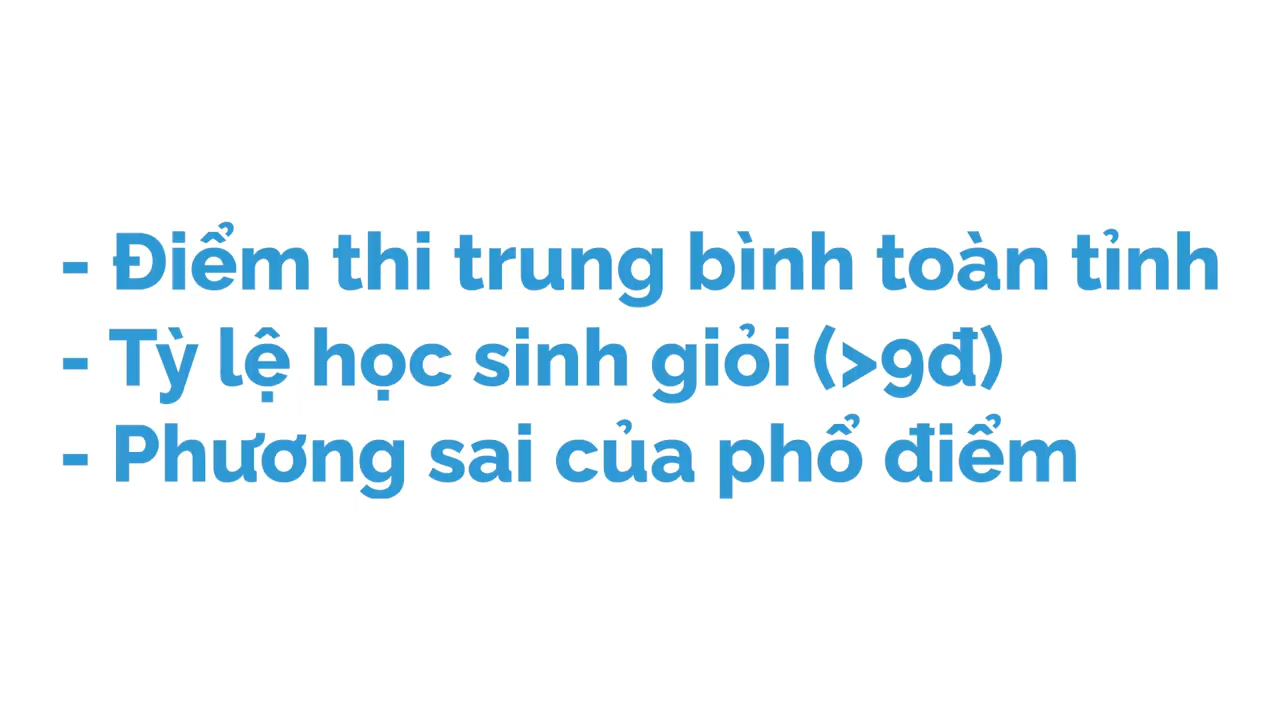 - Điểm thi trung bình toàn tỉnh
- Tỳ lệ học sinh giỏi (>9đ)
- Phương sai của phổ điểm